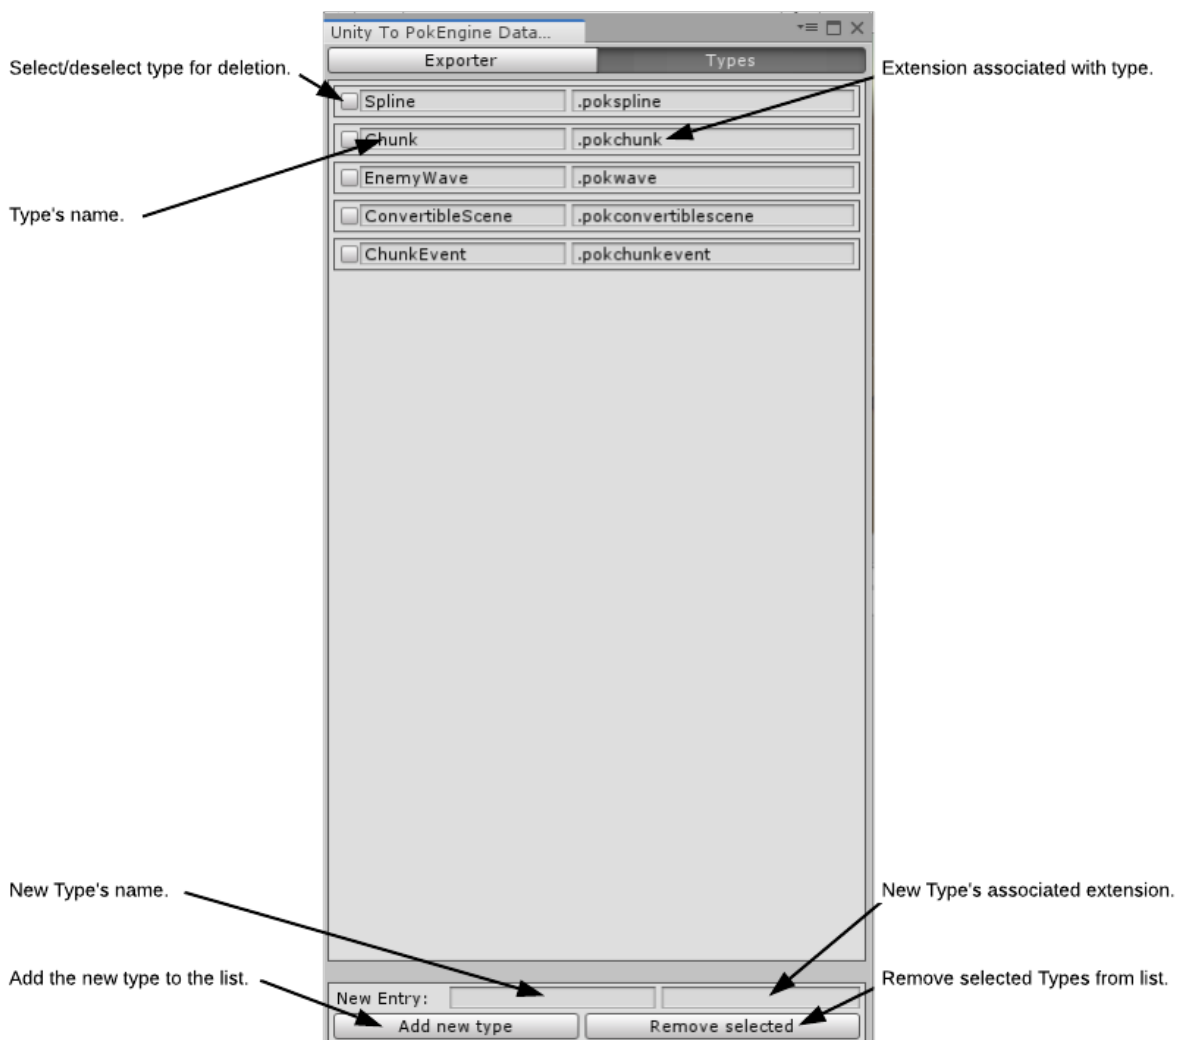 Unity To PokEngine Data...
Exporter Types
Select/deselect type for deletion.
Extension associated with type.
Spline .pokspline
Chunk .pokchunk
EnemyWave .pokwave
Type's name.
ConvertibleScene .pokconvertiblescene
ChunkEvent .pokchunkevent
New Type's name.
New Type's associated extension.
Add the new type to the list.
Remove selected Types from list.
New Entry:
Add new type Remove selected